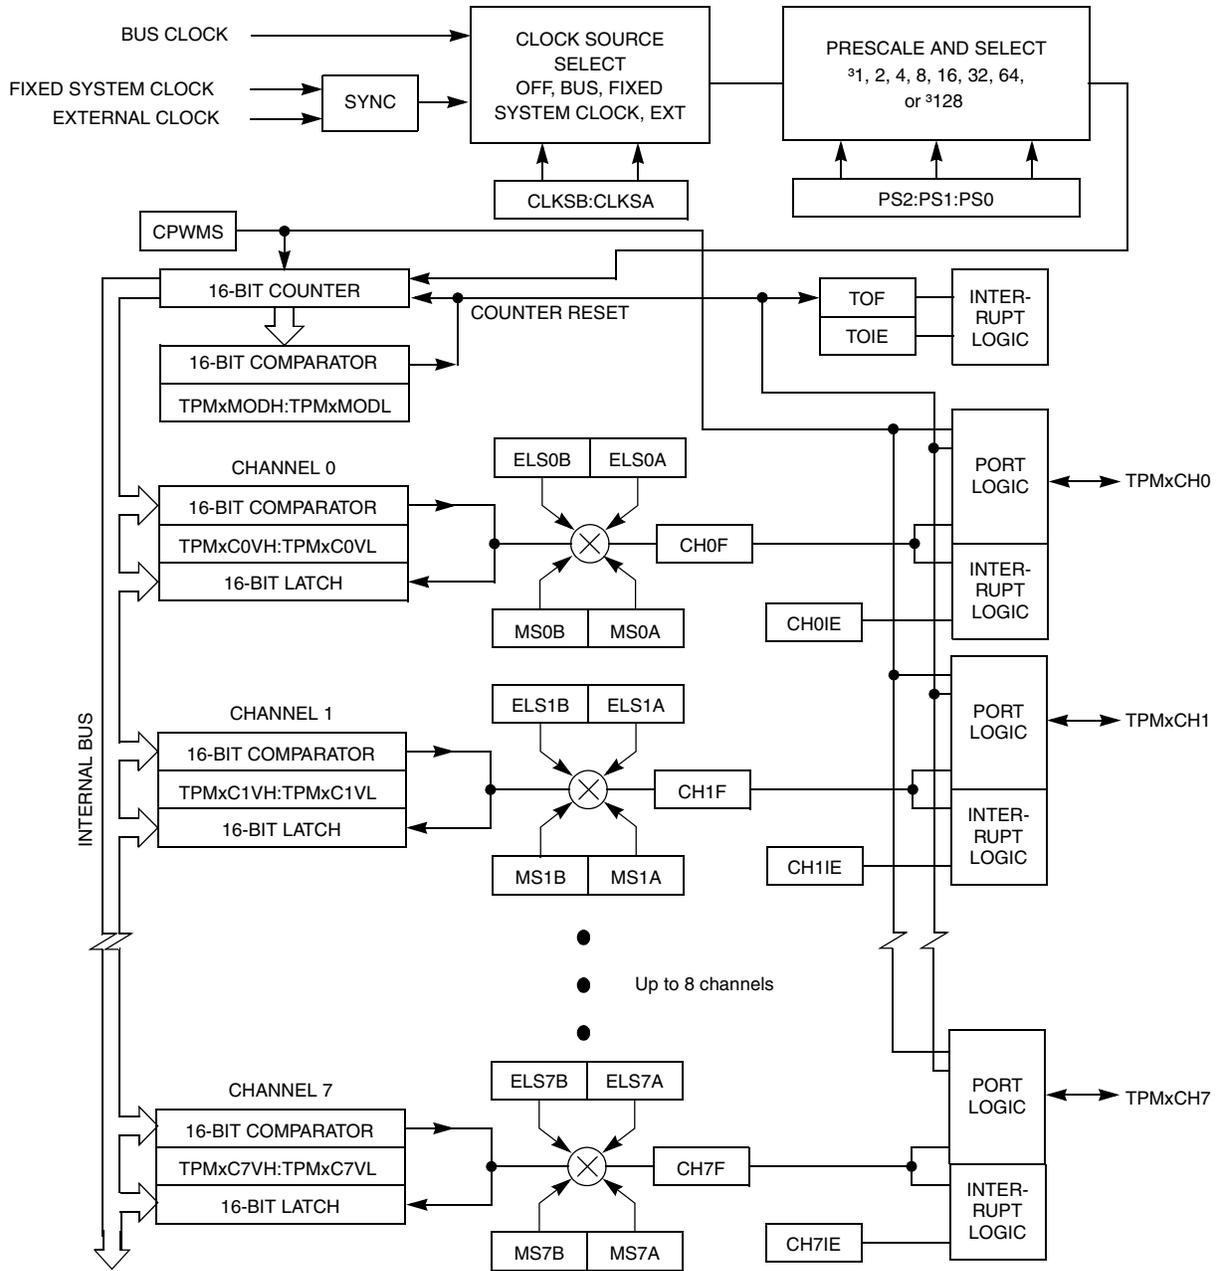 BUS CLOCK
FIXED SYSTEM CLOCK
EXTERNAL CLOCK
SYNC
CLOCK SOURCE
SELECT
OFF, BUS, FIXED
SYSTEM CLOCK, EXT
PRESCALE AND SELECT
³1, 2, 4, 8, 16, 32, 64,
or ³128
CLKSB:CLKSA
PS2:PS1:PS0
CPWMS
16-BIT COUNTER
COUNTER RESET
TOF
TOIE
INTER-
RUPT
LOGIC
16-BIT COMPARATOR
TPMxMODH:TPMxMODL
CHANNEL 0
16-BIT COMPARATOR
TPMxC0VH:TPMxC0VL
16-BIT LATCH
ELS0B
ELS0A
MS0B
MS0A
CH0F
CH0IE
PORT
LOGIC
INTER-
RUPT
LOGIC
TPMxCH0
INTERNAL BUS
CHANNEL 1
16-BIT COMPARATOR
TPMxC1VH:TPMxC1VL
16-BIT LATCH
ELS1B
ELS1A
MS1B
MS1A
CH1F
CH1IE
PORT
LOGIC
INTER-
RUPT
LOGIC
TPMxCH1
Up to 8 channels
CHANNEL 7
16-BIT COMPARATOR
TPMxC7VH:TPMxC7VL
16-BIT LATCH
ELS7B
ELS7A
MS7B
MS7A
CH7F
CH7IE
PORT
LOGIC
INTER-
RUPT
LOGIC
TPMxCH7